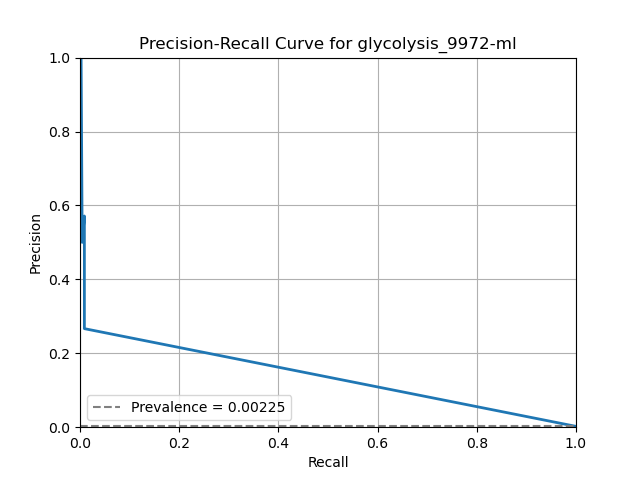 Precision-Recall Curve for glycolysis_9972-ml
1.0
0.8
0.6
0.4
0.2
0.0
Precision
Prevalence = 0.00225
0.0 0.2 0.4 0.6 0.8 1.0
Recall